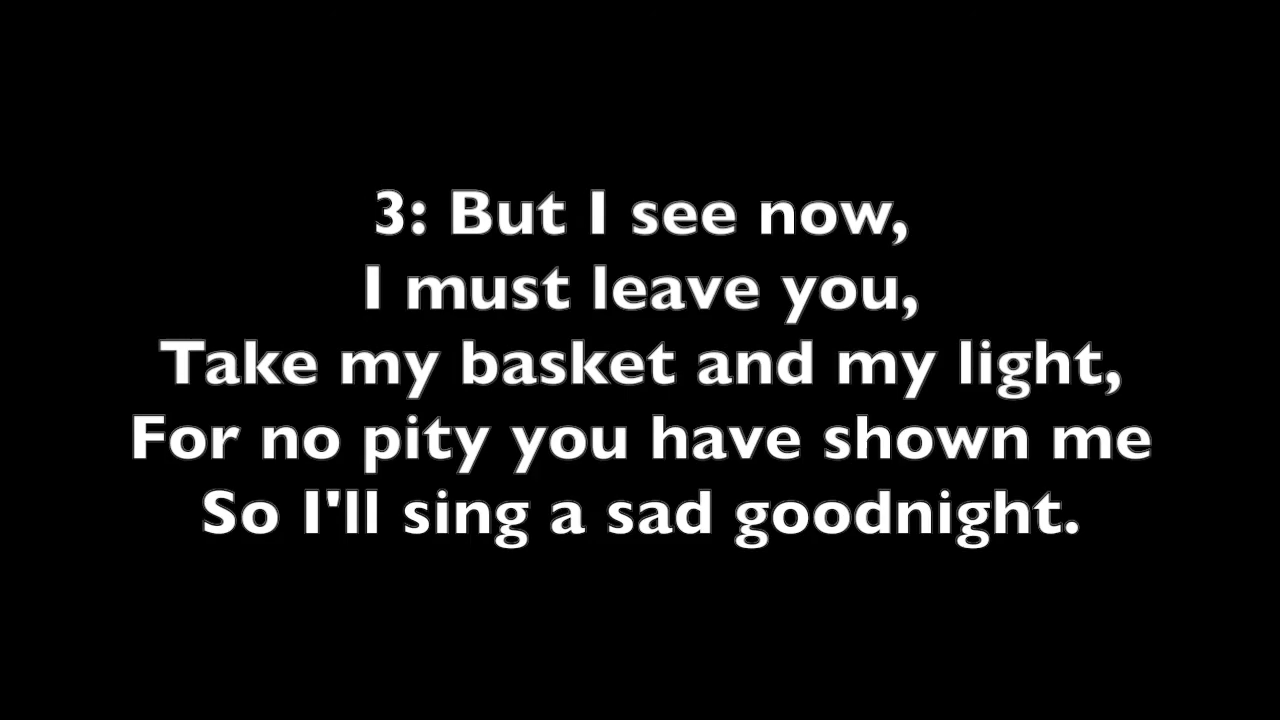 3: But I see now,
I must leave you,
Take my basket and my light,
For no pity you have shown me
So I'll sing a sad goodnight.